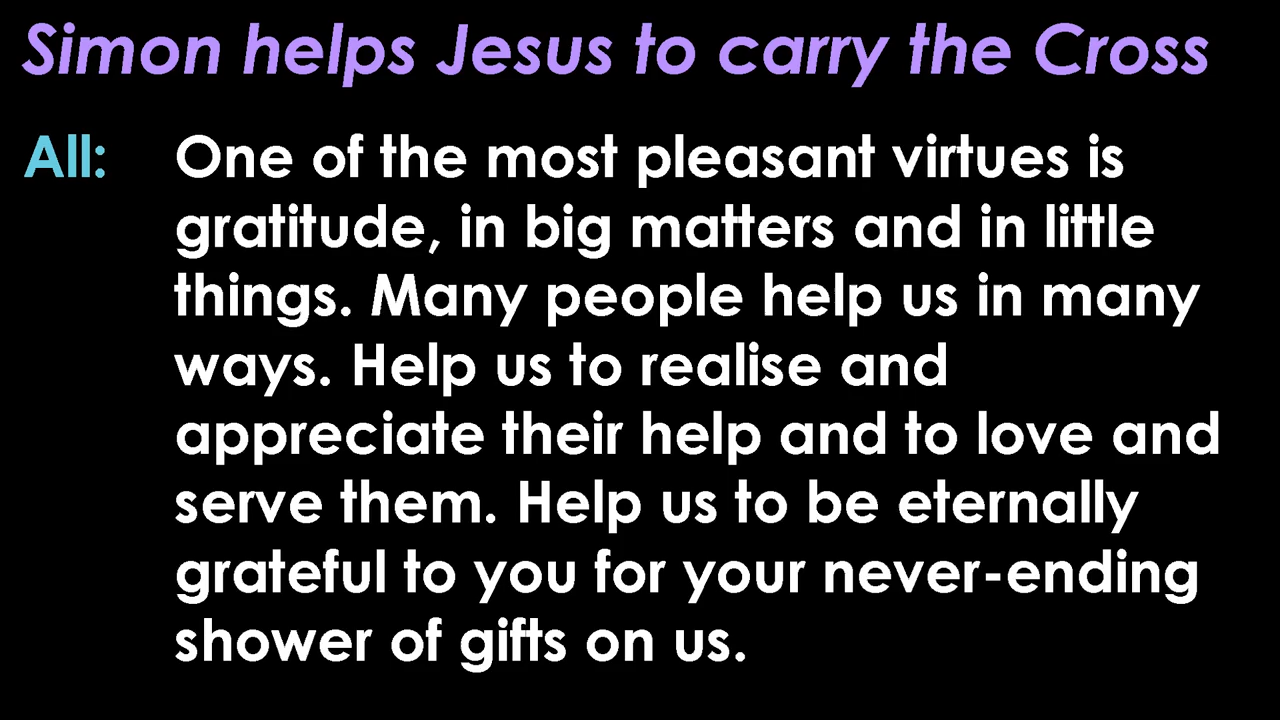 Simon helps Jesus to carry the Cross
All: One of the most pleasant virtues is
gratitude, in big matters and in little
things. Many people help us in many
ways. Help us to realise and
appreciate their help and to love and
serve them. Help us to be eternally
grateful to you for your never-ending
shower of gifts on us.